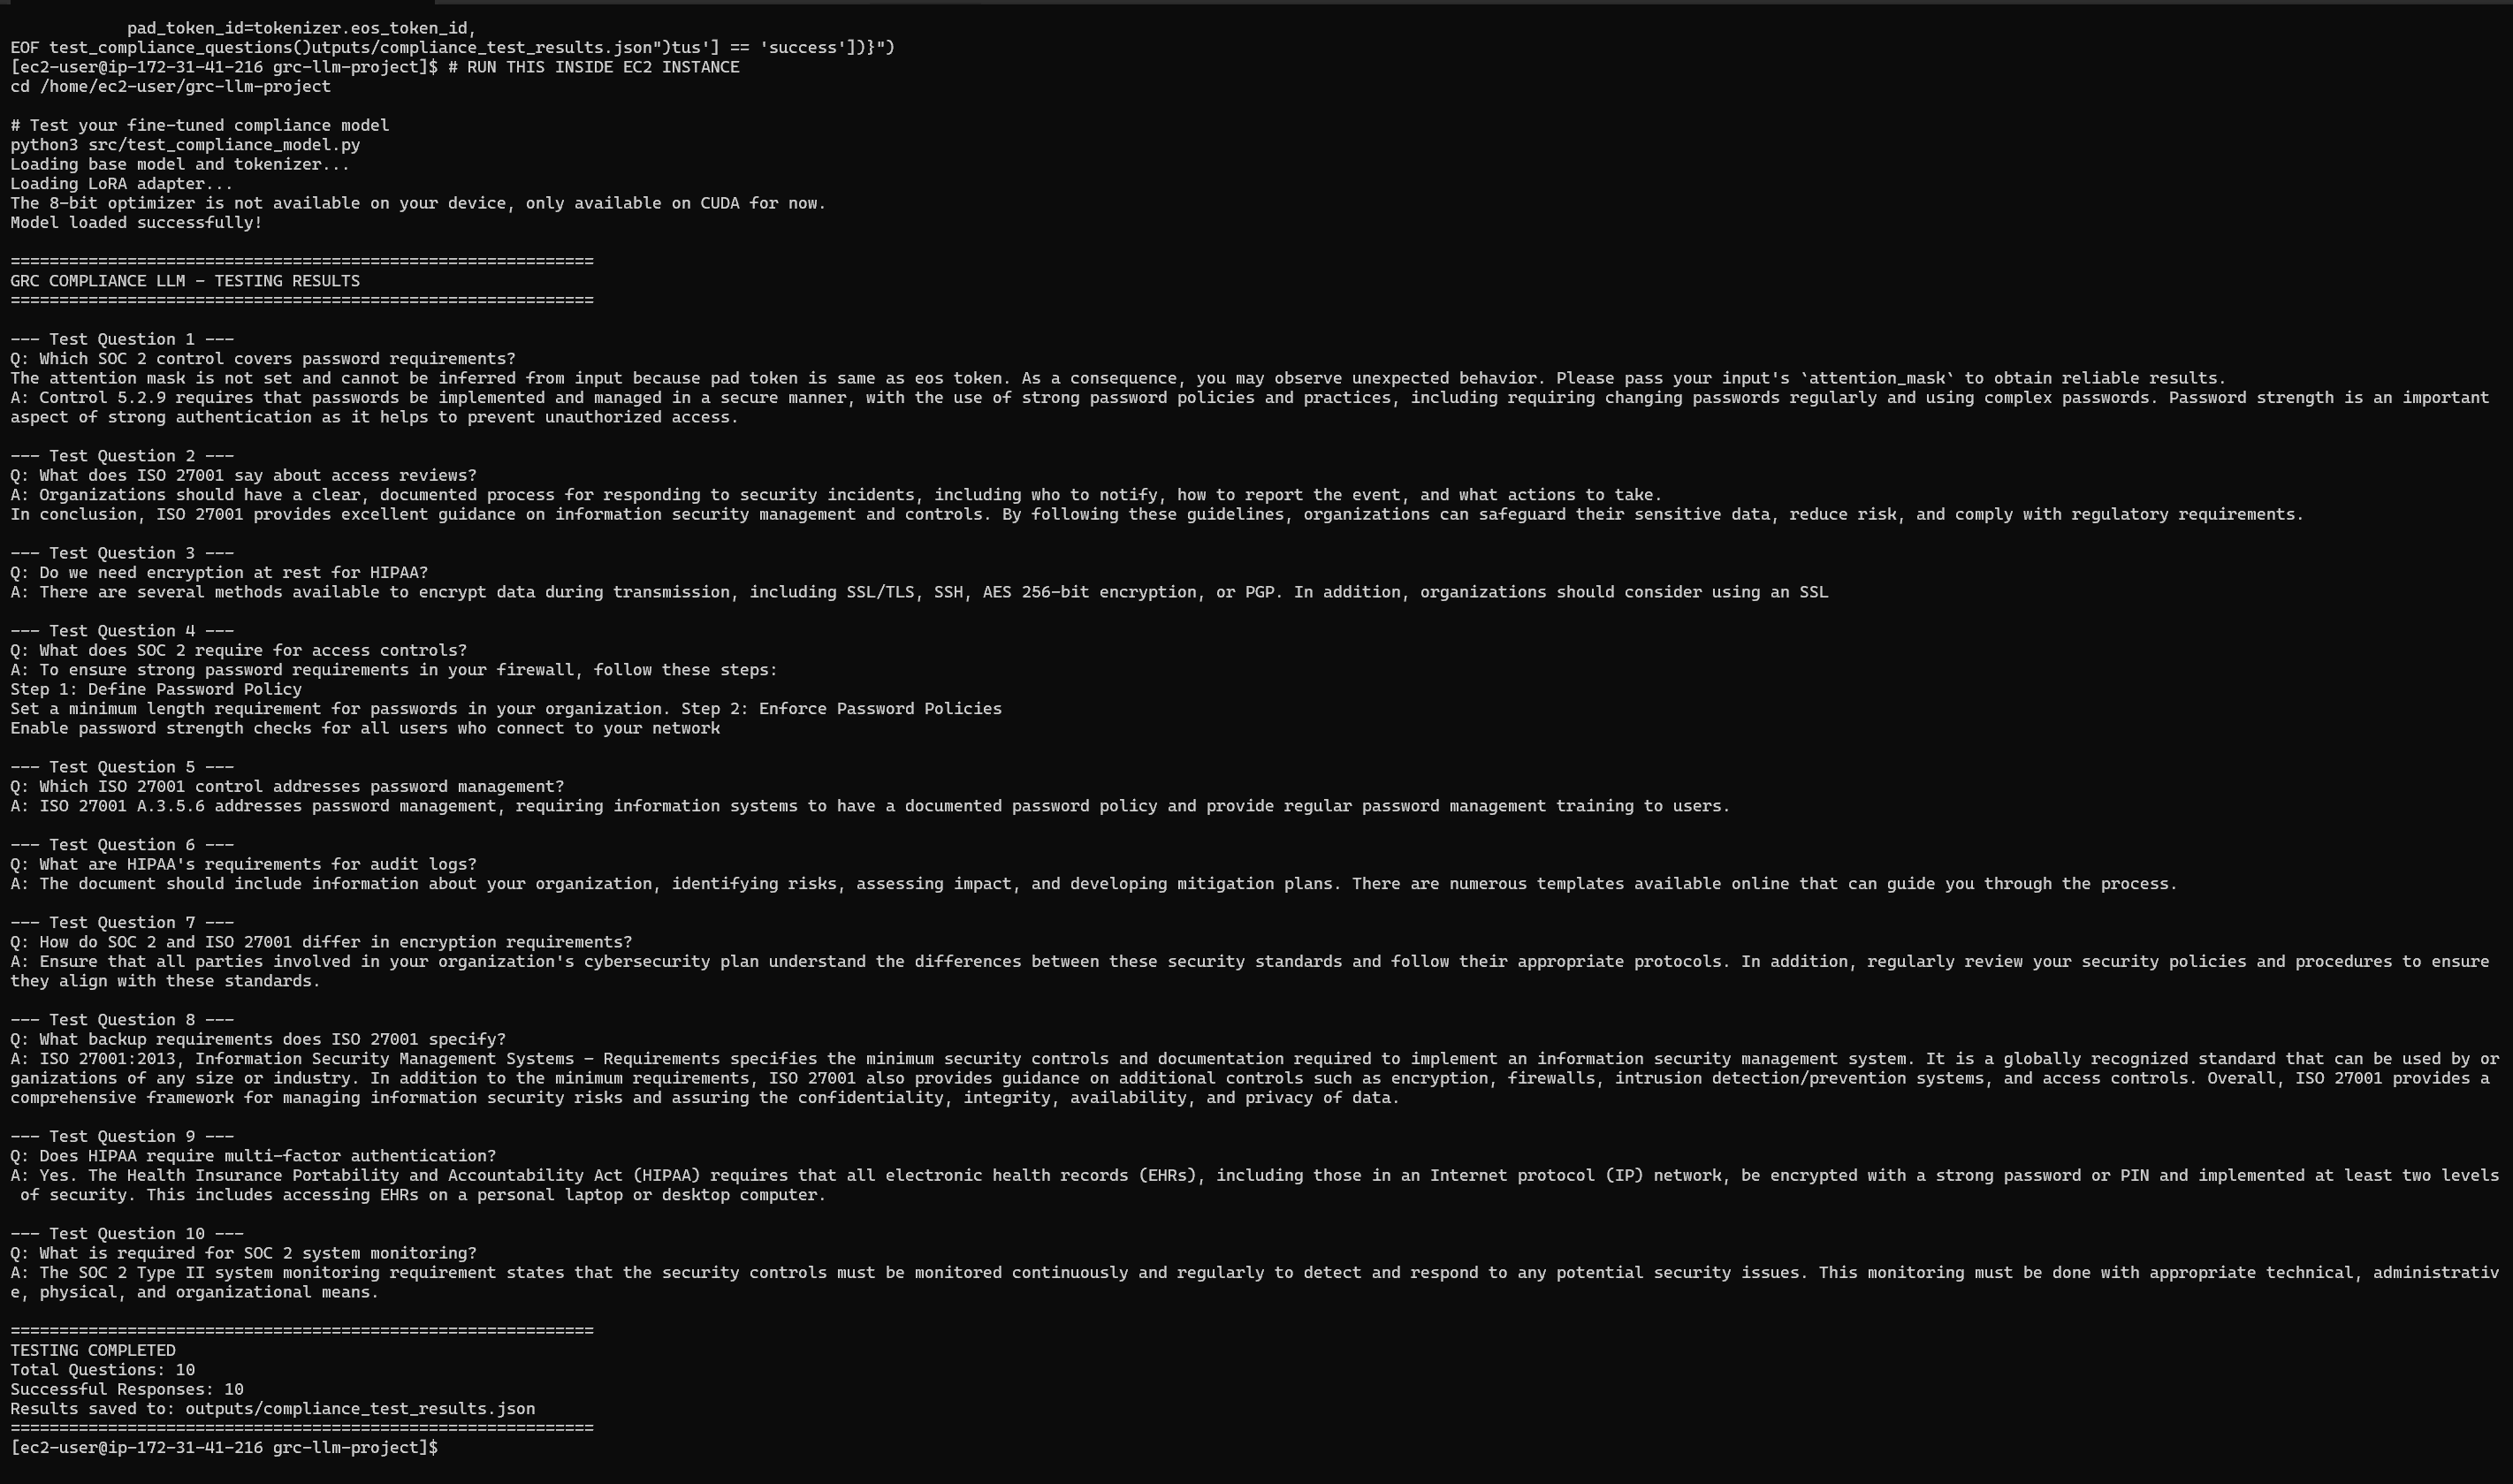 pad_token_id=tokenizer.eos_token_id,
EOF test_compliance_questions()utputs/compliance_test_results.json")tus'] == 'success'])}")
[ec2-user@ip-172-31-41-216 grc-llm-project]$ # RUN THIS INSIDE EC2 INSTANCE
cd /home/ec2-user/grc-llm-project

# Test your fine-tuned compliance model
python3 src/test_compliance_model.py
Loading base model and tokenizer...
Loading LoRA adapter...
The 8-bit optimizer is not available on your device, only available on CUDA for now.
Model loaded successfully!

============================================================
GRC COMPLIANCE LLM - TESTING RESULTS
============================================================

--- Test Question 1 ---
Q: Which SOC 2 control covers password requirements?
The attention mask is not set and cannot be inferred from input because pad token is same as eos token. As a consequence, you may observe unexpected behavior. Please pass your input's `attention_mask` to obtain reliable results.
A: Control 5.2.9 requires that passwords be implemented and managed in a secure manner, with the use of strong password policies and practices, including requiring changing passwords regularly and using complex passwords. Password strength is an important
aspect of strong authentication as it helps to prevent unauthorized access.

--- Test Question 2 ---
Q: What does ISO 27001 say about access reviews?
A: Organizations should have a clear, documented process for responding to security incidents, including who to notify, how to report the event, and what actions to take.
In conclusion, ISO 27001 provides excellent guidance on information security management and controls. By following these guidelines, organizations can safeguard their sensitive data, reduce risk, and comply with regulatory requirements.

--- Test Question 3 ---
Q: Do we need encryption at rest for HIPAA?
A: There are several methods available to encrypt data during transmission, including SSL/TLS, SSH, AES 256-bit encryption, or PGP. In addition, organizations should consider using an SSL

--- Test Question 4 ---
Q: What does SOC 2 require for access controls?
A: To ensure strong password requirements in your firewall, follow these steps:
Step 1: Define Password Policy
Set a minimum length requirement for passwords in your organization. Step 2: Enforce Password Policies
Enable password strength checks for all users who connect to your network

--- Test Question 5 ---
Q: Which ISO 27001 control addresses password management?
A: ISO 27001 A.3.5.6 addresses password management, requiring information systems to have a documented password policy and provide regular password management training to users.

--- Test Question 6 ---
Q: What are HIPAA's requirements for audit logs?
A: The document should include information about your organization, identifying risks, assessing impact, and developing mitigation plans. There are numerous templates available online that can guide you through the process.

--- Test Question 7 ---
Q: How do SOC 2 and ISO 27001 differ in encryption requirements?
A: Ensure that all parties involved in your organization's cybersecurity plan understand the differences between these security standards and follow their appropriate protocols. In addition, regularly review your security policies and procedures to ensure
they align with these standards.

--- Test Question 8 ---
Q: What backup requirements does ISO 27001 specify?
A: ISO 27001:2013, Information Security Management Systems – Requirements specifies the minimum security controls and documentation required to implement an information security management system. It is a globally recognized standard that can be used by or
ganizations of any size or industry. In addition to the minimum requirements, ISO 27001 also provides guidance on additional controls such as encryption, firewalls, intrusion detection/prevention systems, and access controls. Overall, ISO 27001 provides a
comprehensive framework for managing information security risks and assuring the confidentiality, integrity, availability, and privacy of data.

--- Test Question 9 ---
Q: Does HIPAA require multi-factor authentication?
A: Yes. The Health Insurance Portability and Accountability Act (HIPAA) requires that all electronic health records (EHRs), including those in an Internet protocol (IP) network, be encrypted with a strong password or PIN and implemented at least two levels
 of security. This includes accessing EHRs on a personal laptop or desktop computer.

--- Test Question 10 ---
Q: What is required for SOC 2 system monitoring?
A: The SOC 2 Type II system monitoring requirement states that the security controls must be monitored continuously and regularly to detect and respond to any potential security issues. This monitoring must be done with appropriate technical, administrativ
e, physical, and organizational means.

============================================================
TESTING COMPLETED
Total Questions: 10
Successful Responses: 10
Results saved to: outputs/compliance_test_results.json
============================================================
[ec2-user@ip-172-31-41-216 grc-llm-project]$